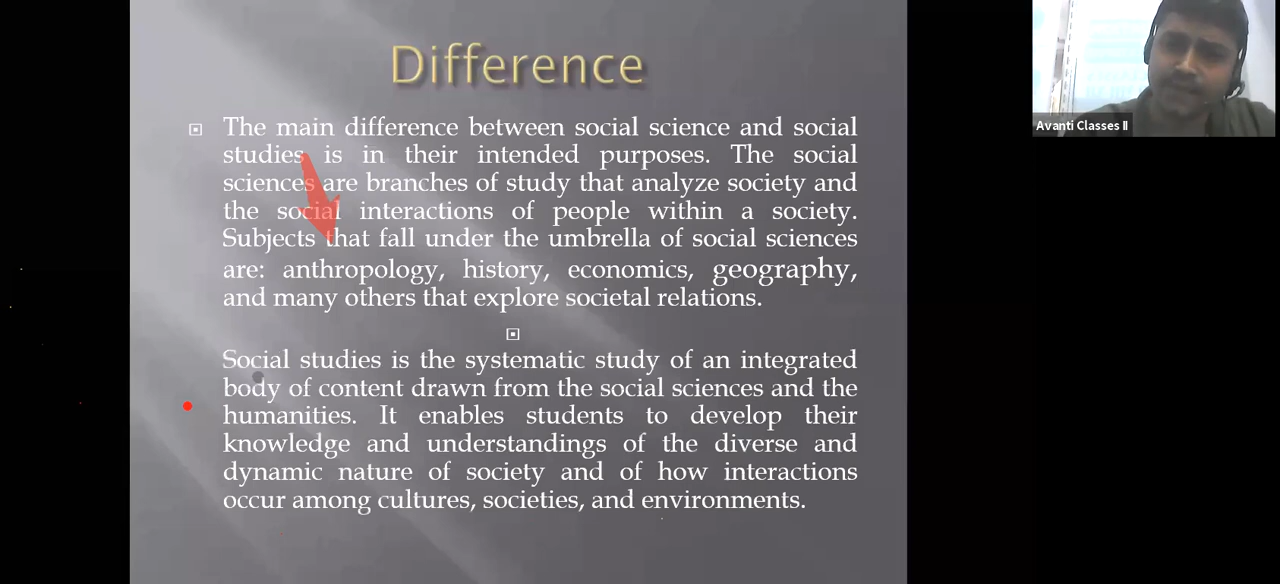 Difference
The main difference between social science and social
studies is in their intended purposes. The social
sciences are branches of study that analyze society and
the social interactions of people within a society.
Subjects that fall under the umbrella of social sciences
are: anthropology, history, economics, geography,
and many others that explore societal relations.
Social studies is the systematic study of an integrated
body of content drawn from the social sciences and the
humanities. It enables students to develop their
knowledge and understandings of the diverse and
dynamic nature of society and of how interactions
occur among cultures, societies, and environments.
Avanti Classes II